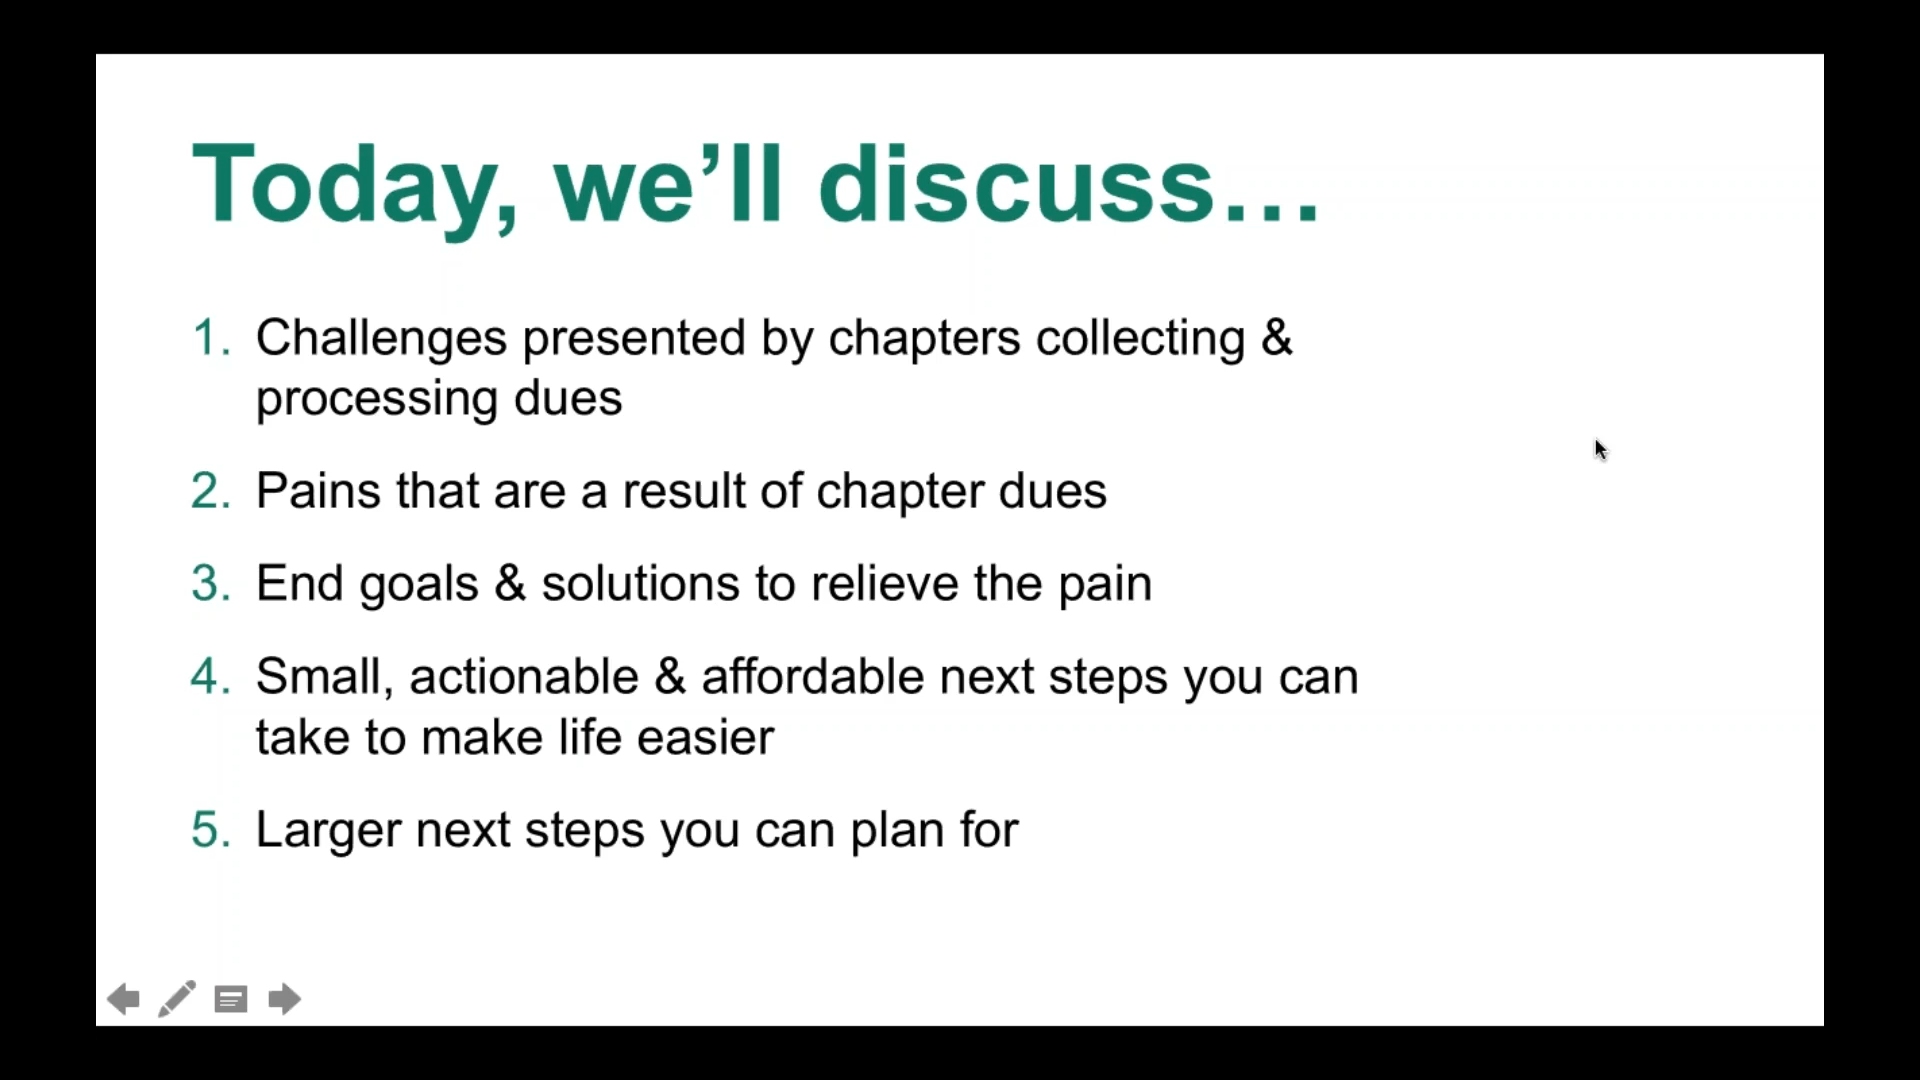 Today, we’ll discuss…
1. Challenges presented by chapters collecting &
processing dues
2. Pains that are a result of chapter dues
3. End goals & solutions to relieve the pain
4. Small, actionable & affordable next steps you can
take to make life easier
5. Larger next steps you can plan for